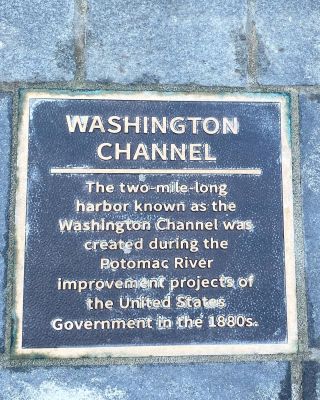 WASHINGTON
CHANNEL
The two-mile-long
harbor known as the
Washington Channel was
created during the
Potomac River
improvement projects of
the United States
Government in the 1880s.